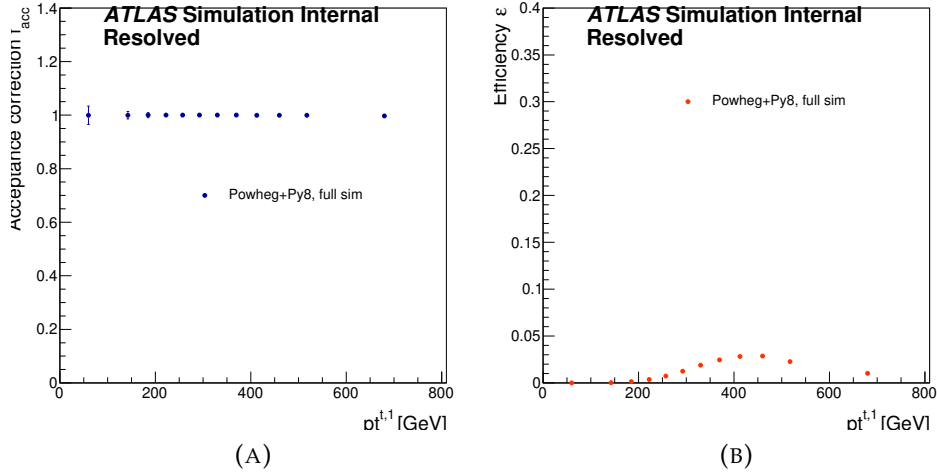 ATLAS Simulation Internal
Resolved
Acceptance correction f_acc
1.4
1.2
1
0.8
0.6
0.4
0.2
0
Powheg+Py8, full sim
0 200 400 600 800
pt^{t,1} [GeV]
(A)
ATLAS Simulation Internal
Resolved
Efficiency ε
0.4
0.35
0.3
0.25
0.2
0.15
0.1
0.05
0
Powheg+Py8, full sim
0 200 400 600 800
pt^{t,1} [GeV]
(B)